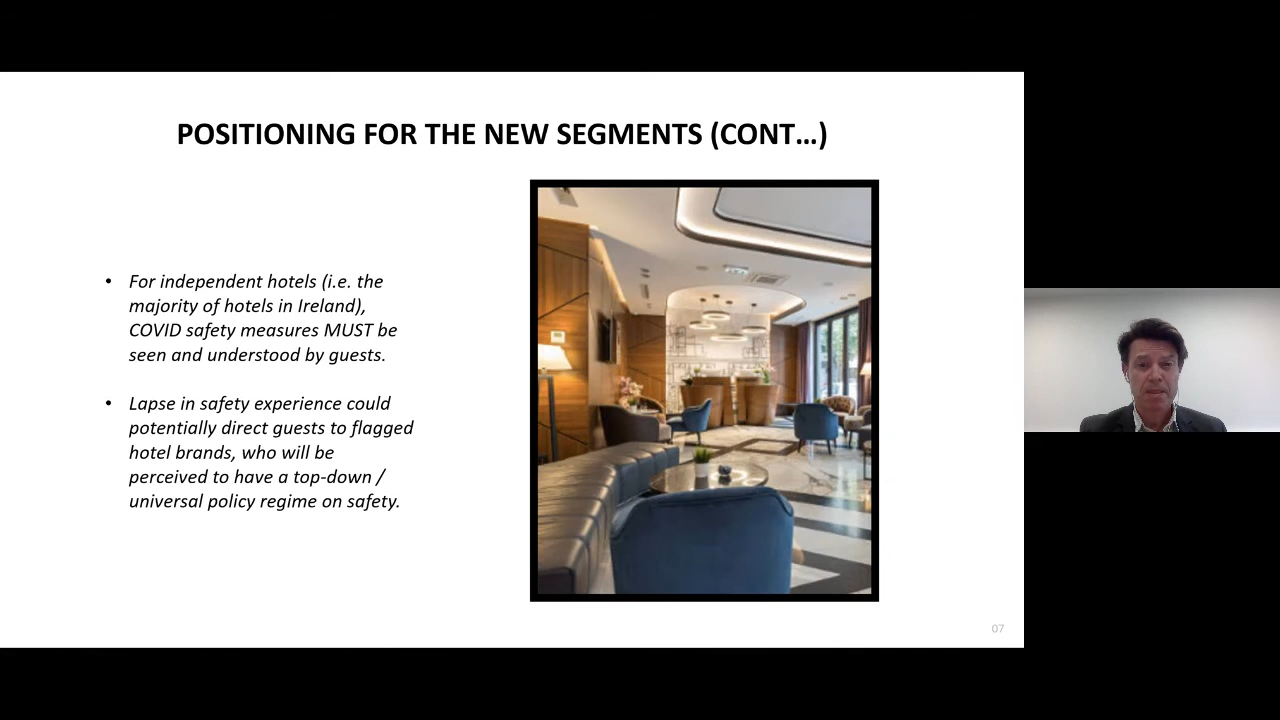 POSITIONING FOR THE NEW SEGMENTS (CONT…)
• For independent hotels (i.e. the
majority of hotels in Ireland),
COVID safety measures MUST be
seen and understood by guests.
• Lapse in safety experience could
potentially direct guests to flagged
hotel brands, who will be
perceived to have a top-down /
universal policy regime on safety.
07